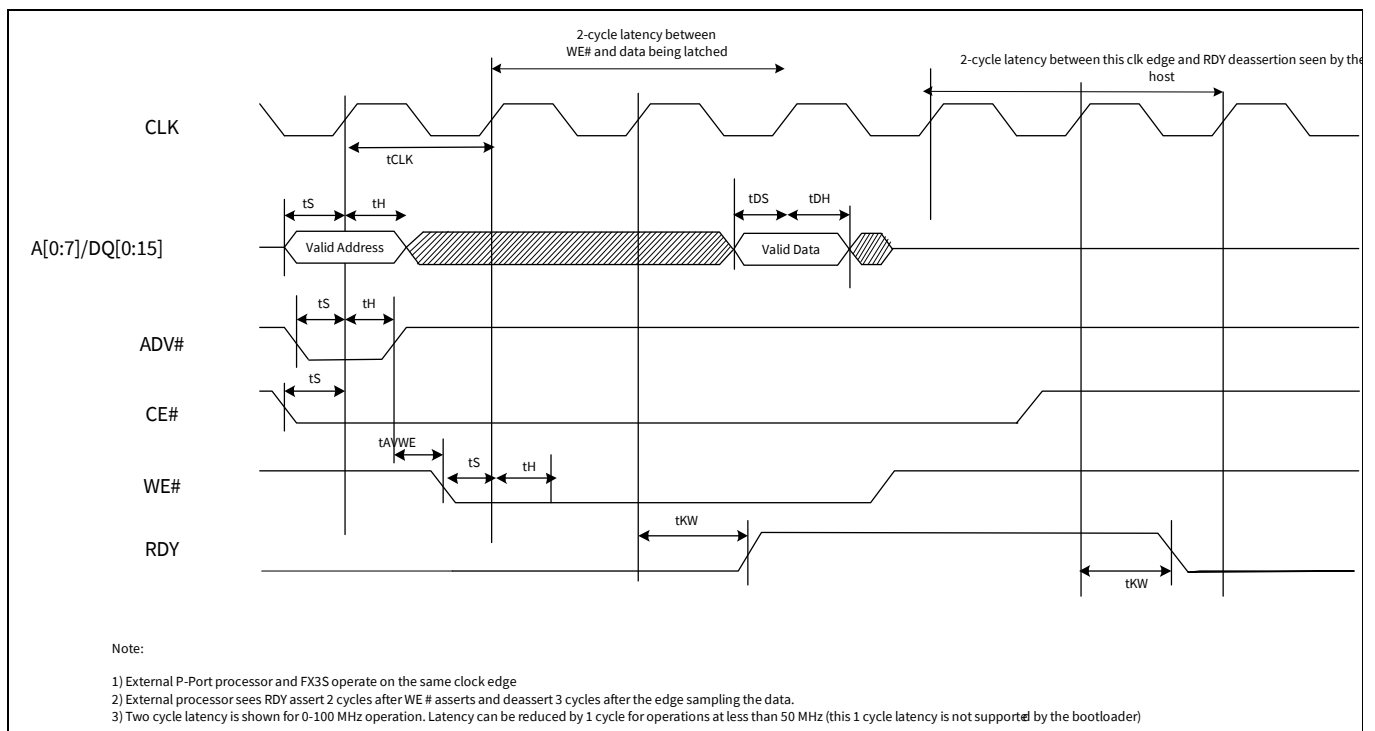 2-cycle latency between
WE# and data being latched
2-cycle latency between this clk edge and RDY deassertion seen by the
host
CLK
tCLK
tS
tH
tDS
tDH
A[0:7]/DQ[0:15]
Valid Address
Valid Data
tS
tH
ADV#
tS
CE#
tAVWE
tS
tH
WE#
tKW
RDY
tKW
Note:
1) External P-Port processor and FX3S operate on the same clock edge
2) External processor sees RDY assert 2 cycles after WE # asserts and deassert 3 cycles after the edge sampling the data.
3) Two cycle latency is shown for 0-100 MHz operation. Latency can be reduced by 1 cycle for operations at less than 50 MHz (this 1 cycle latency is not supported by the bootloader)